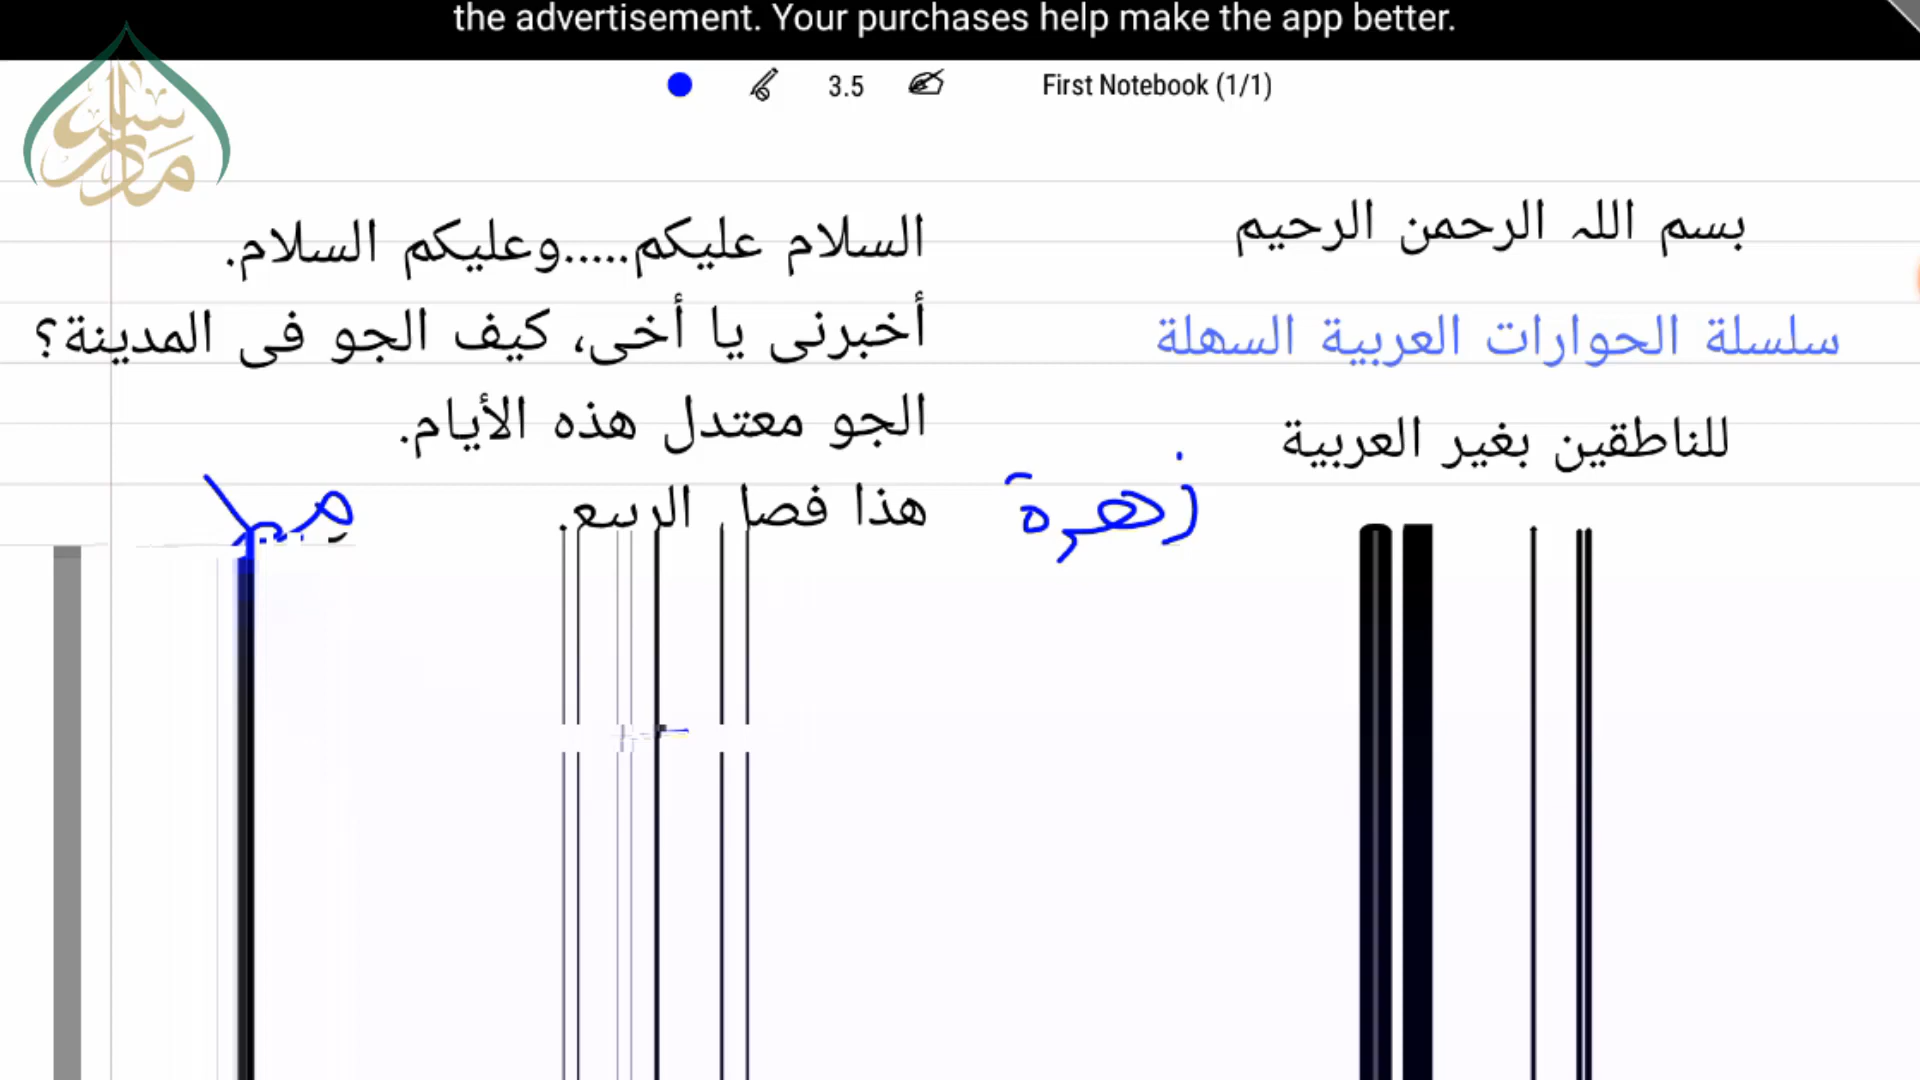 the advertisement. Your purchases help make the app better.
3.5 First Notebook (1/1)
بسم الله الرحمن الرحيم
سلسلة الحوارات العربية السهلة
للناطقين بغير العربية
زهرة
السلام عليكم.....وعليكم السلام.
أخبرنى يا أخى، كيف الجو فى المدينة؟
الجو معتدل هذه الأيام.
هذا فصل الربيع.